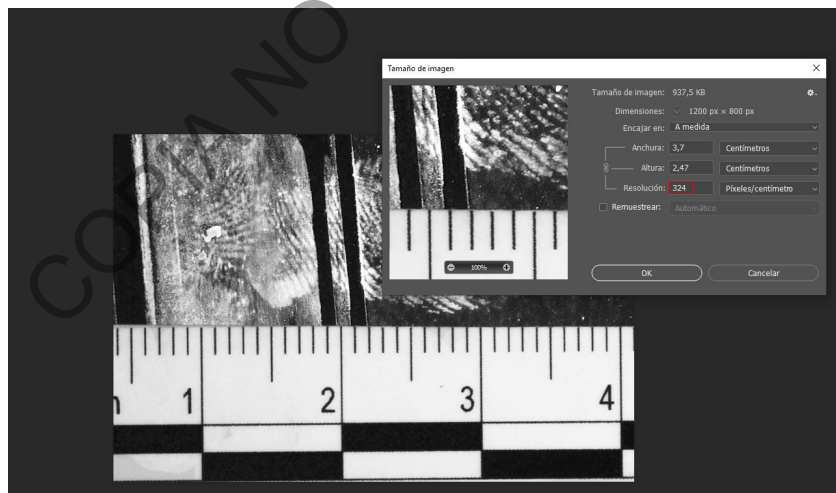 COPIA NO
Tamaño de imagen
Tamaño de imagen: 937,5 KB
Dimensiones: 1200 px × 800 px
Encajar en: A medida
Anchura: 3,7 Centímetros
Altura: 2,47 Centímetros
Resolución: 324 Píxeles/centímetro
Remuestrear: Automático
100%
OK Cancelar
1 2 3 4